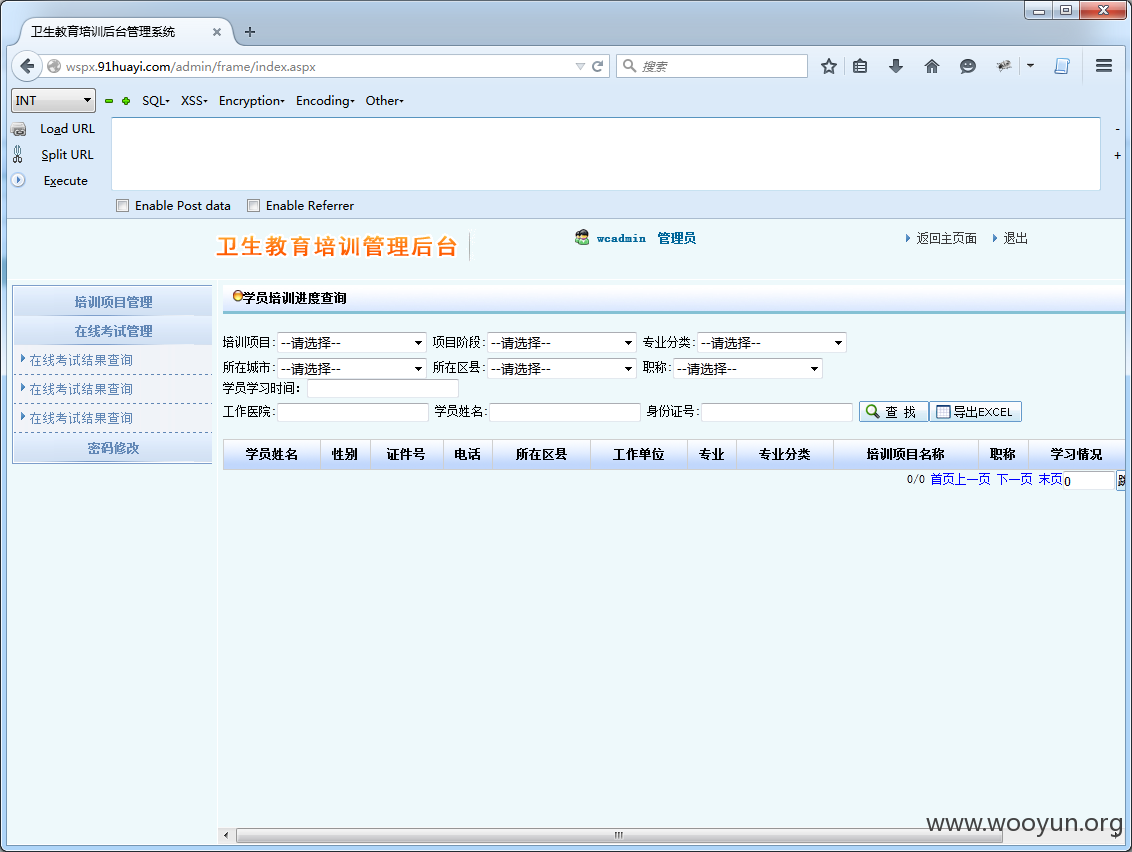 卫生教育培训后台管理系统
wspx.91huayi.com/admin/frame/index.aspx
搜索
INT
SQL XSS Encryption Encoding Other
Load URL
Split URL
Execute
Enable Post data Enable Referrer
卫生教育培训管理后台
wcadmin 管理员
返回主页面 退出
培训项目管理
在线考试管理
在线考试结果查询
在线考试结果查询
在线考试结果查询
密码修改
学员培训进度查询
培训项目: --请选择-- 项目阶段: --请选择-- 专业分类: --请选择--
所在城市: --请选择-- 所在区县: --请选择-- 职称: --请选择--
学员学习时间:
工作医院: 学员姓名: 身份证号: 查 找 导出EXCEL
学员姓名 性别 证件号 电话 所在区县 工作单位 专业 专业分类 培训项目名称 职称 学习情况
0/0 首页上一页 下一页 末页 0
www.wooyun.org